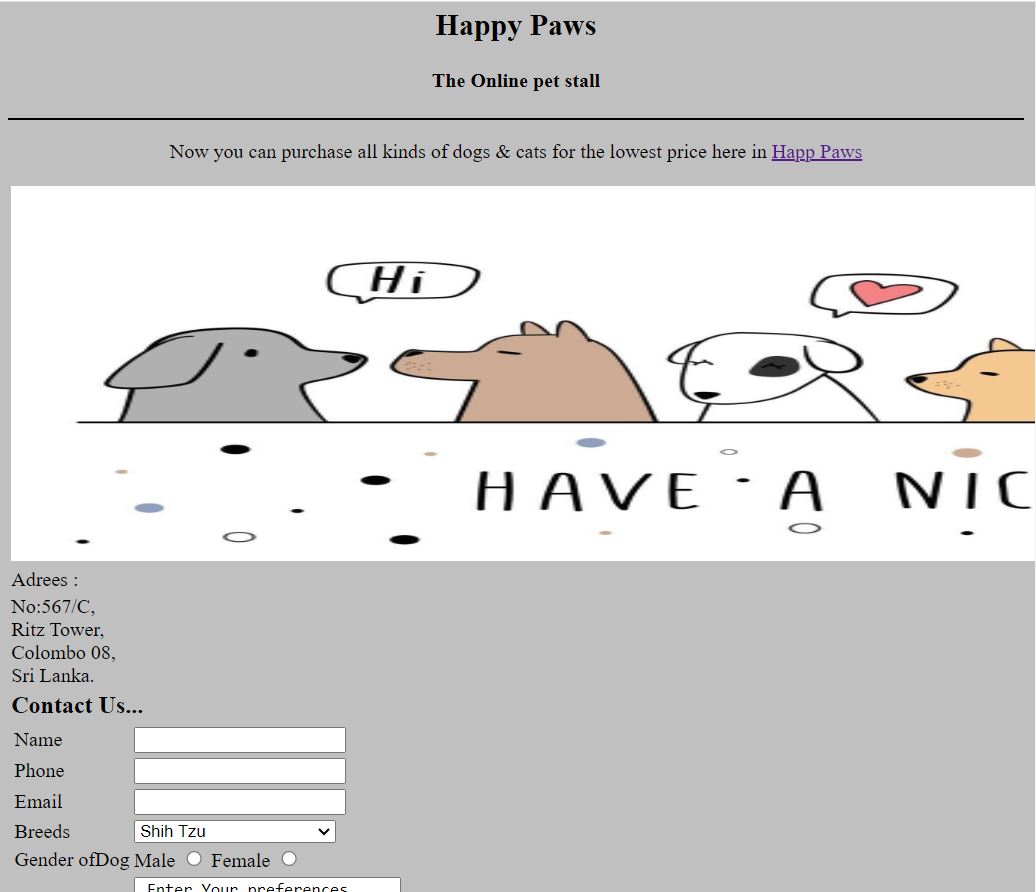 Happy Paws
The Online pet stall
Now you can purchase all kinds of dogs & cats for the lowest price here in Happ Paws
Hi
HAVE A NIC
Adrees :
No:567/C,
Ritz Tower,
Colombo 08,
Sri Lanka.
Contact Us...
Name
Phone
Email
Breeds Shih Tzu
Gender ofDog Male Female
Enter Your preferences